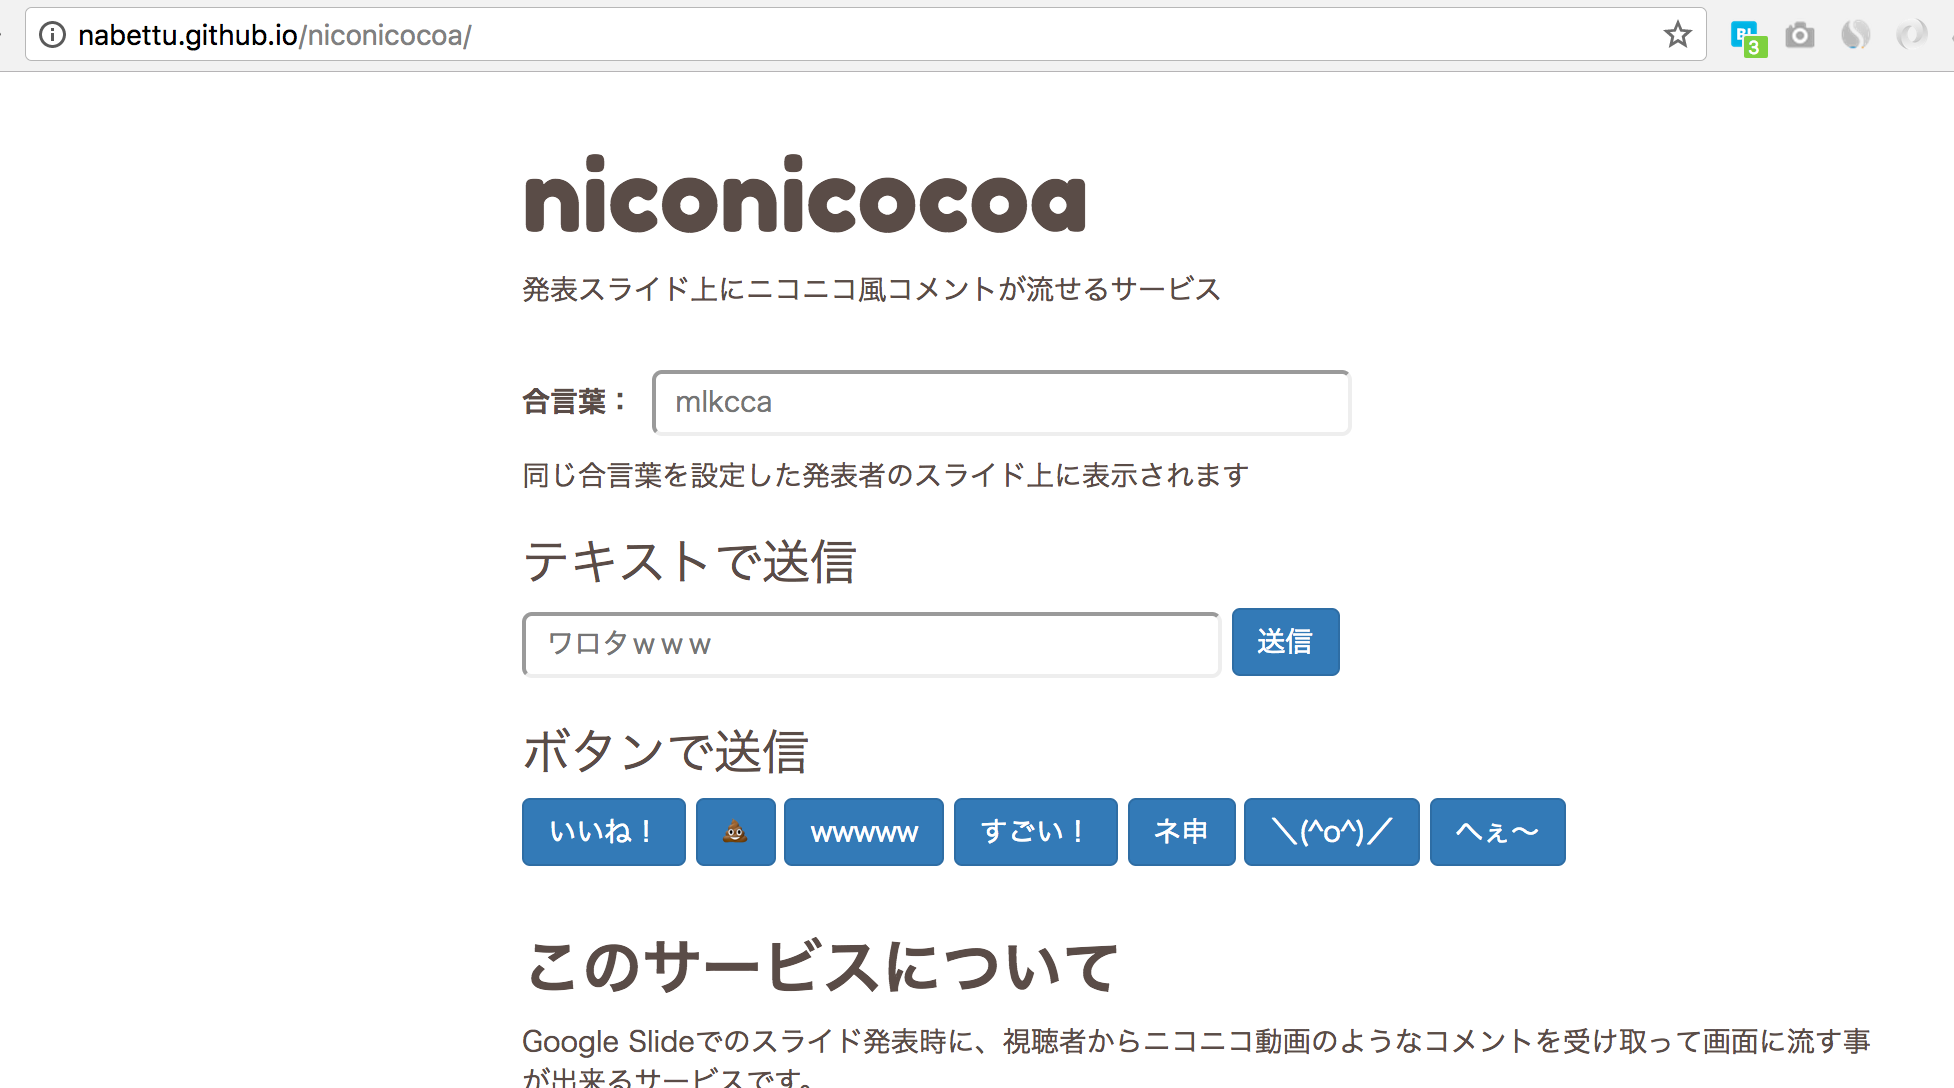 nabettu.github.io/niconicocoa/
3
niconicocoa
発表スライド上にニコニコ風コメントが流せるサービス
合言葉： mlkcca
同じ合言葉を設定した発表者のスライド上に表示されます
テキストで送信
ワロタｗｗｗ 送信
ボタンで送信
いいね！ 💩 wwwww すごい！ ネ申 ＼(^o^)／ へぇ〜
このサービスについて
Google Slideでのスライド発表時に、視聴者からニコニコ動画のようなコメントを受け取って画面に流す事
が出来るサービスです。